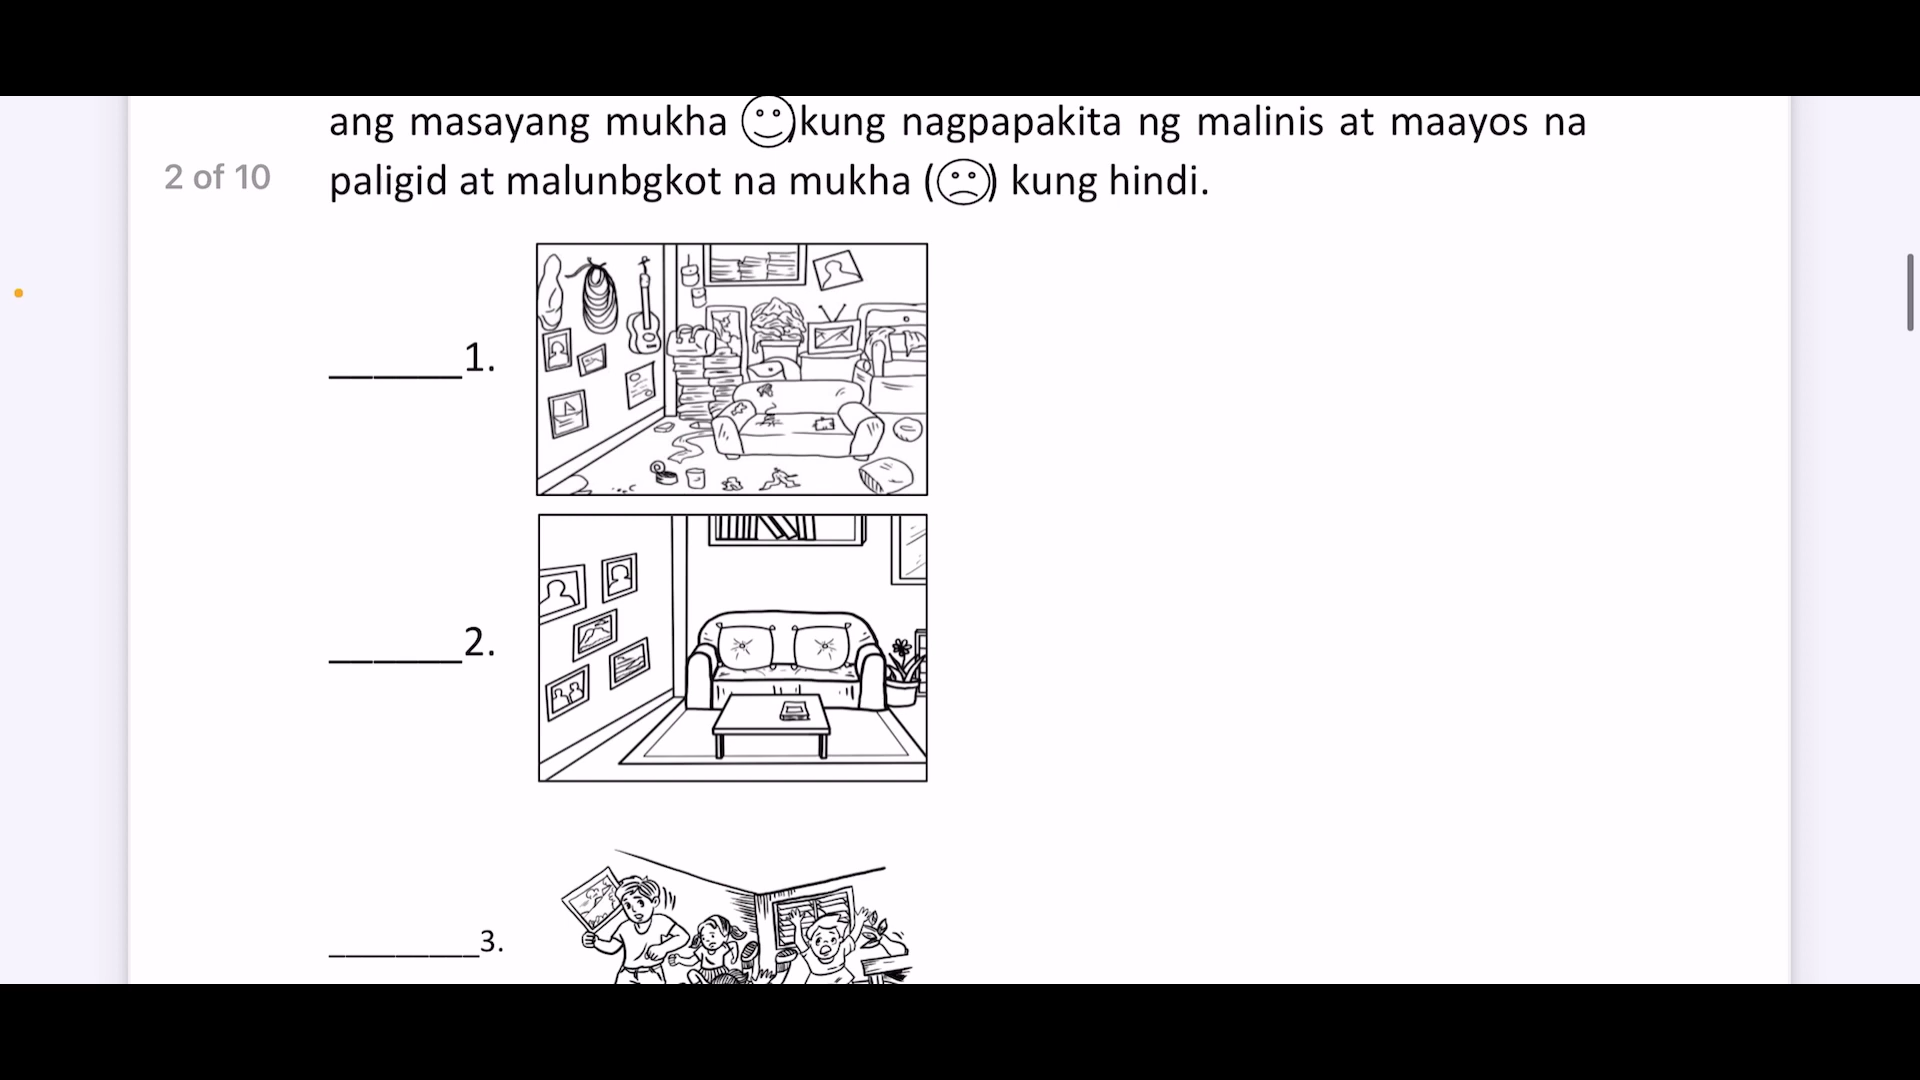 ang masayang mukha kung nagpapakita ng malinis at maayos na
2 of 10
paligid at malunbgkot na mukha ( ) kung hindi.
______1.
______2.
_________3.